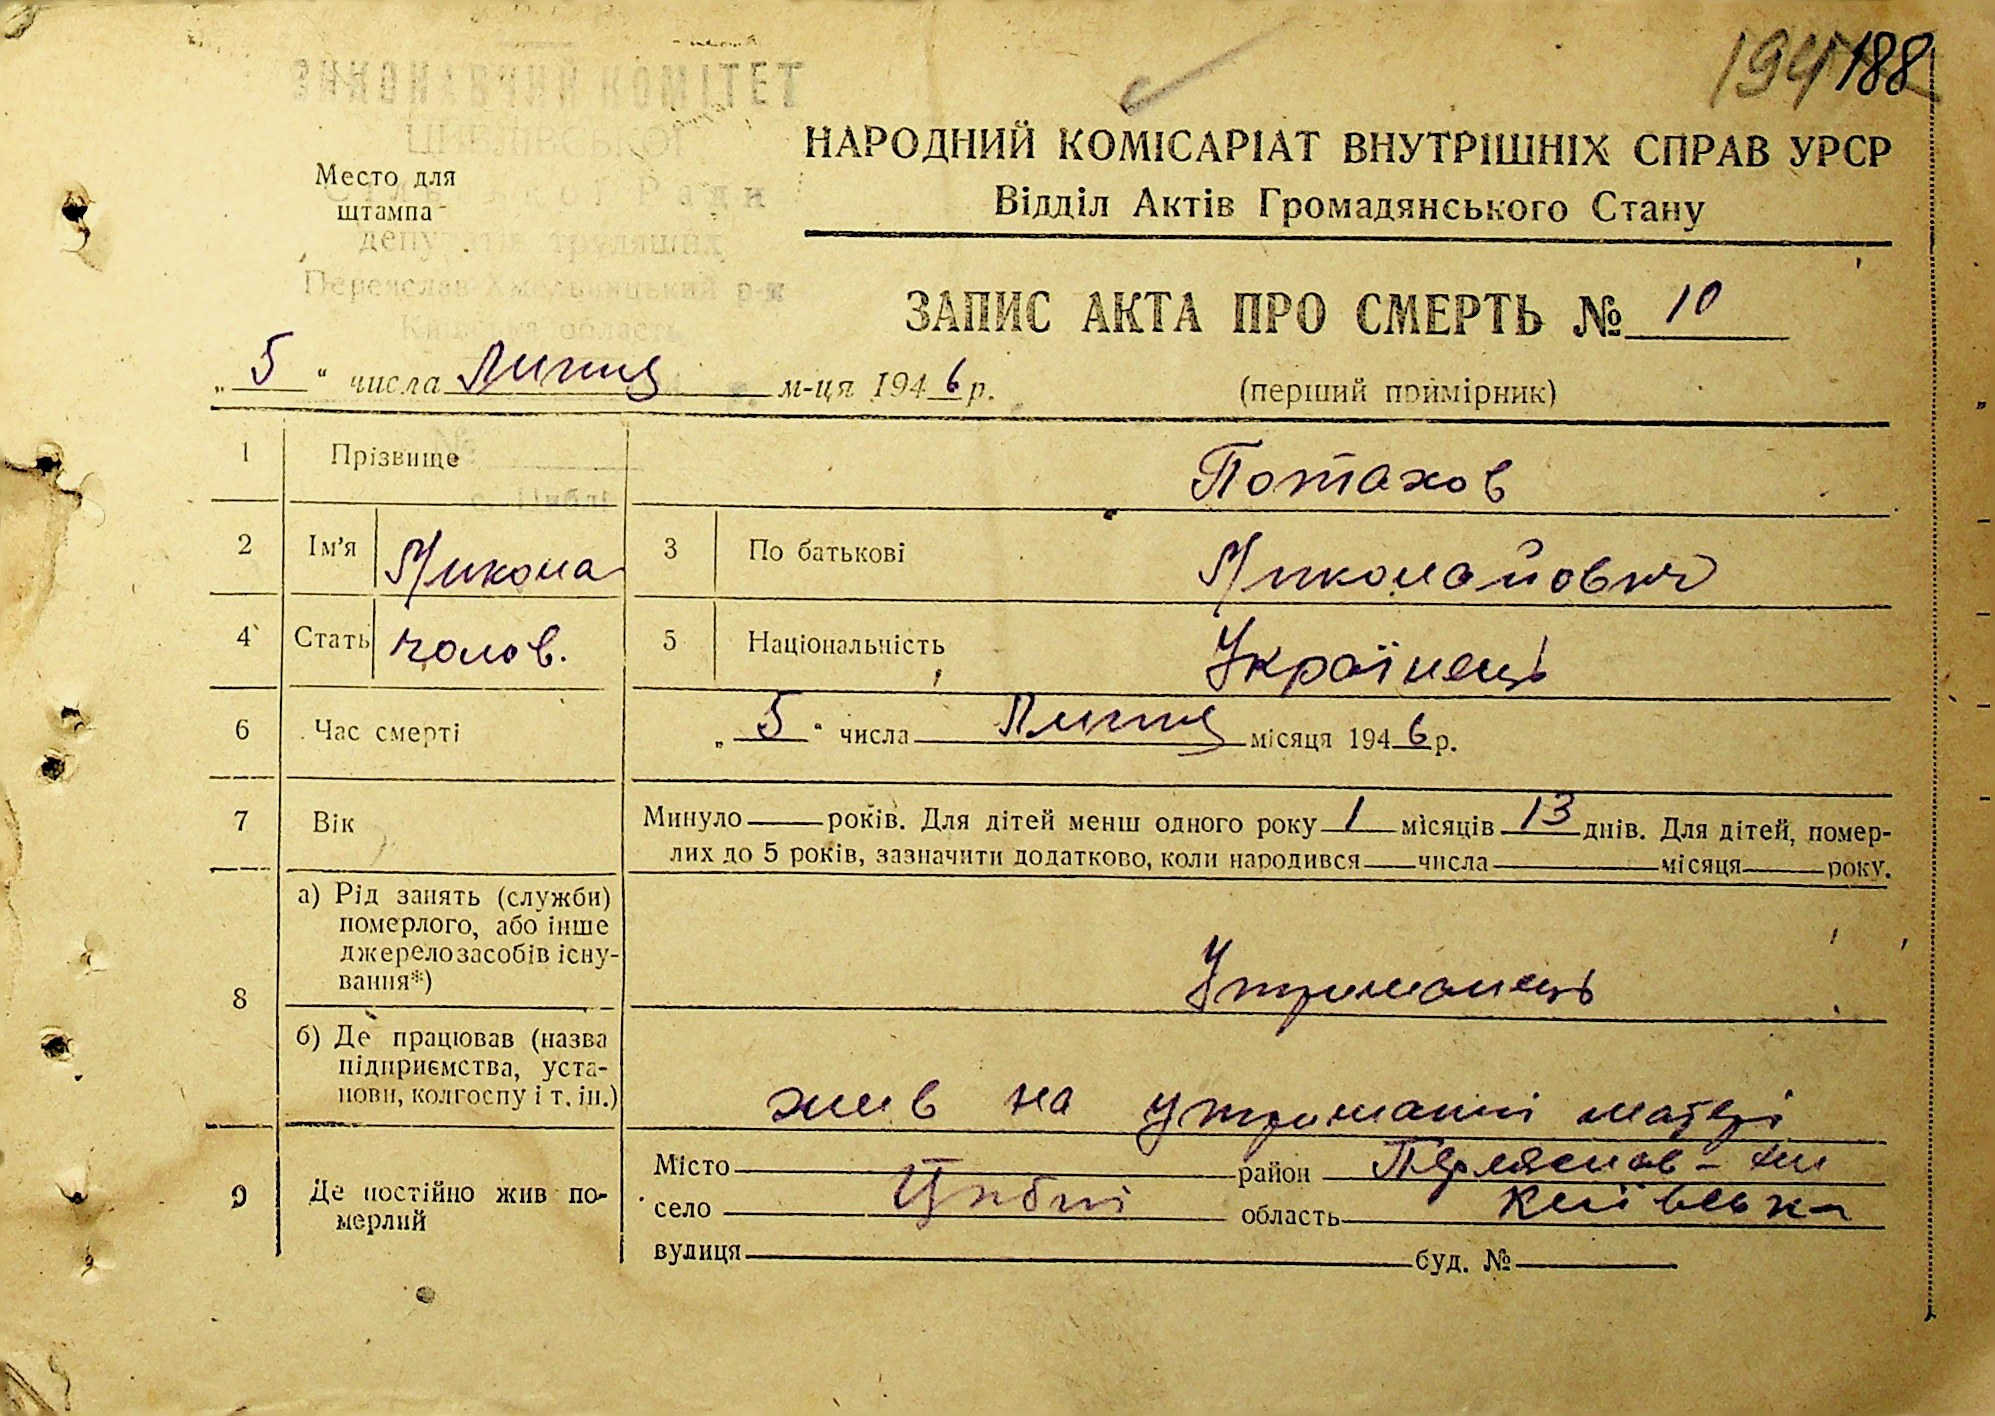 188
ВИКОНАВЧИЙ КОМІТЕТ
ЦИБЛІВСЬКОЇ
Сільської Ради
депутатів трудящих
Переяслав-Хмельницький р-н
Київська область
Место для
штампа
НАРОДНИЙ КОМІСАРІАТ ВНУТРІШНІХ СПРАВ УРСР
Відділ Актів Громадянського Стану
ЗАПИС АКТА ПРО СМЕРТЬ № 10
„ 5 “ числа Липня м-ця 1946 р.
(перший примірник)
№
с. Циблі
1 Прізвище Потахов
2 Ім'я Микола 3 По батькові Миколайович
4 Стать чолов. 5 Національність Українець
6 Час смерті „ 5 “ числа Липня місяця 1946 р.
7 Вік Минуло — років. Для дітей менш одного року 1 місяців 13 днів. Для дітей, помер-
лих до 5 років, зазначити додатково, коли народився — числа — місяця — року.
8 а) Рід занять (служби)
померлого, або інше
джерело засобів існу-
вання*) Утриманець
б) Де працював (назва
підприємства, уста-
нови, колгоспу і т. ін.) жив на утриманні матері
9 Де постійно жив по-
мерлий
Місто — район Переяслав-Хм
село Циблі область Київська
вулиця — буд. № —